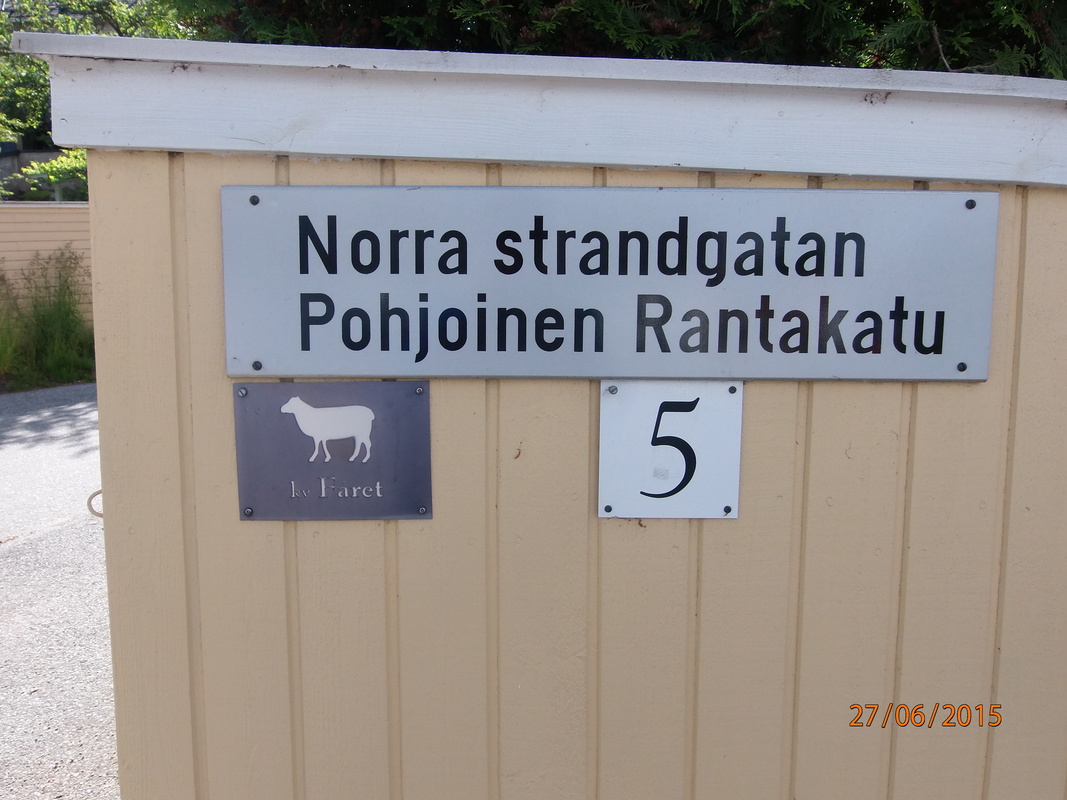 Norra strandgatan
Pohjoinen Rantakatu
kv Faret
5
27/06/2015